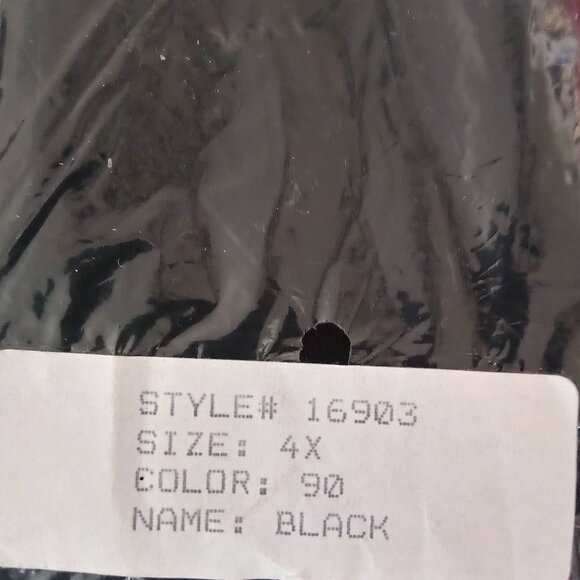 STYLE# 16903
SIZE: 4X
COLOR: 90
NAME: BLACK